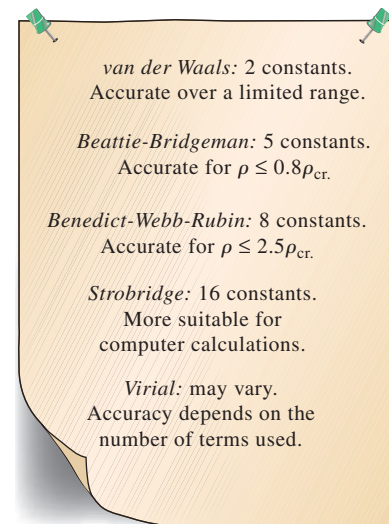 van der Waals: 2 constants.
Accurate over a limited range.
Beattie-Bridgeman: 5 constants.
Accurate for ρ ≤ 0.8ρcr.
Benedict-Webb-Rubin: 8 constants.
Accurate for ρ ≤ 2.5ρcr.
Strobridge: 16 constants.
More suitable for
computer calculations.
Virial: may vary.
Accuracy depends on the
number of terms used.